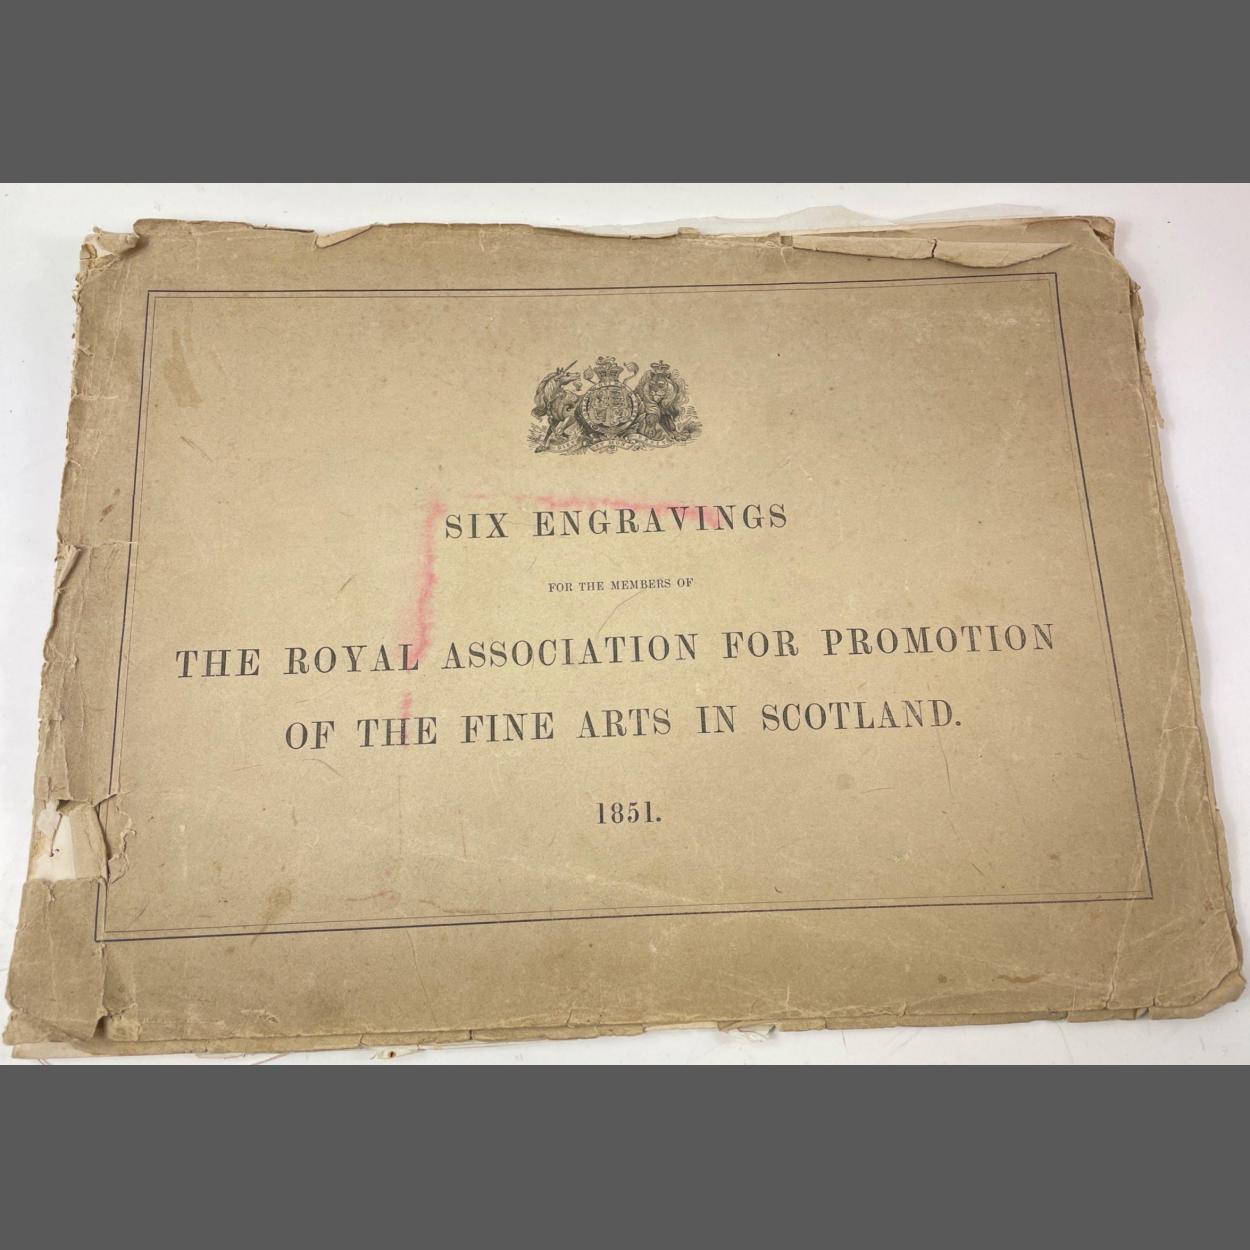 SIX ENGRAVINGS
FOR THE MEMBERS OF
THE ROYAL ASSOCIATION FOR PROMOTION
OF THE FINE ARTS IN SCOTLAND.
1851.